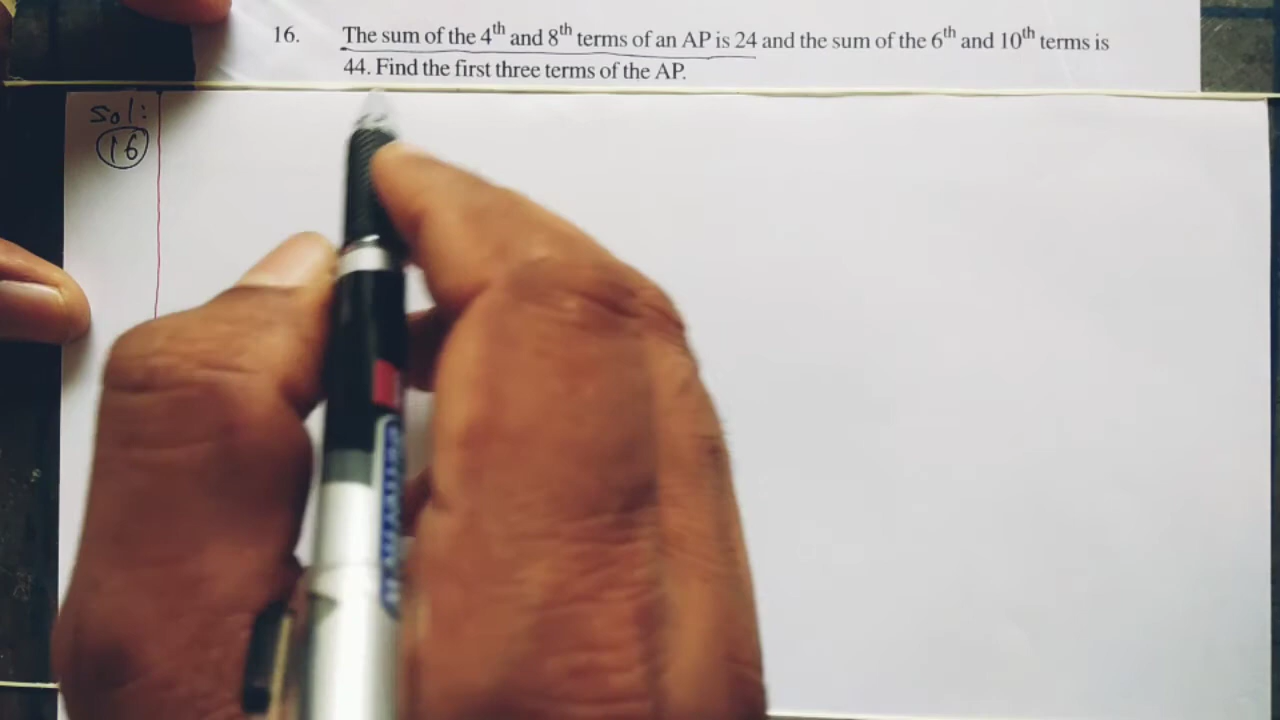 16. The sum of the 4th and 8th terms of an AP is 24 and the sum of the 6th and 10th terms is
44. Find the first three terms of the AP.
Sol:
16